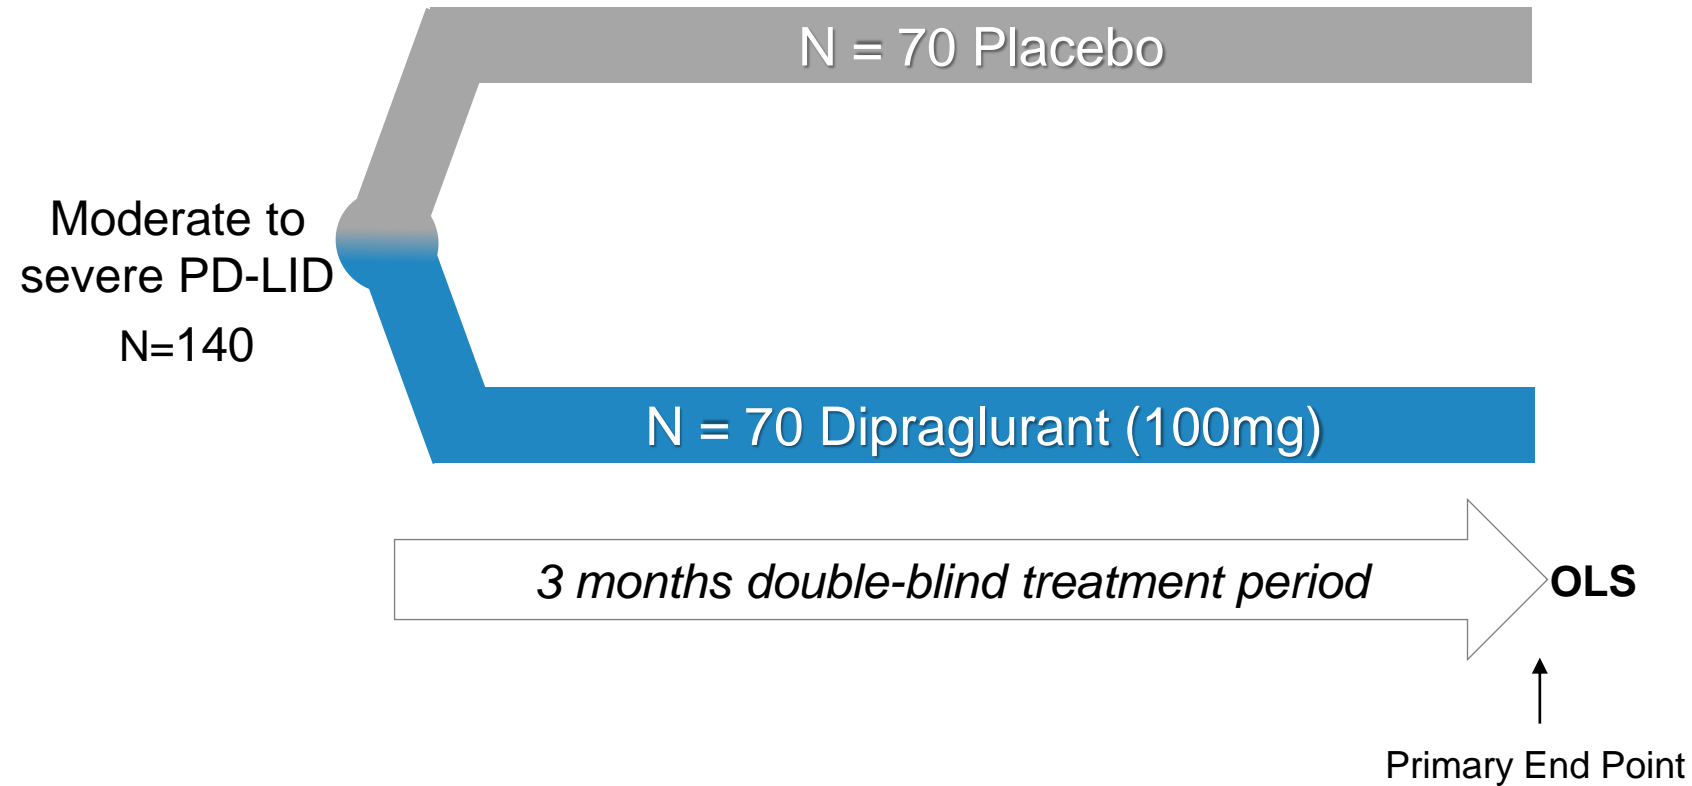 N = 70 Placebo
Moderate to
severe PD-LID
N=140
N = 70 Dipraglurant (100mg)
3 months double-blind treatment period
OLS
Primary End Point